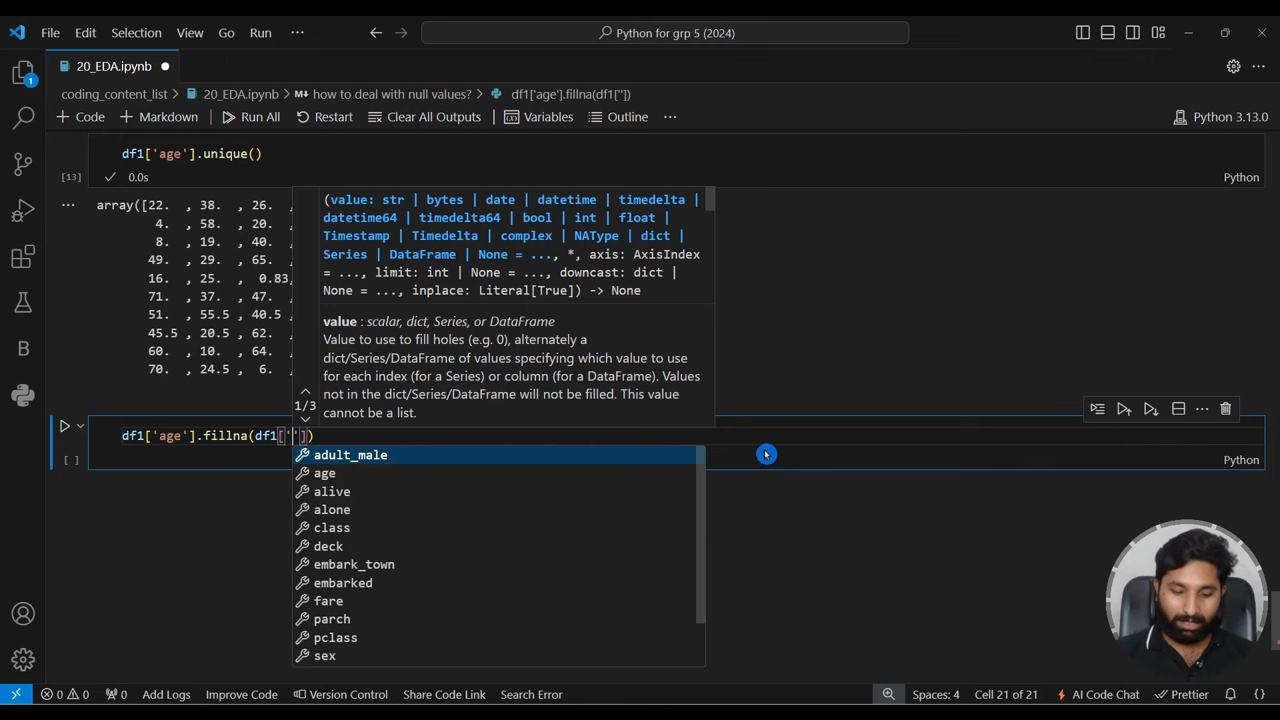 File Edit Selection View Go Run ··· Python for grp 5 (2024)
20_EDA.ipynb
coding_content_list > 20_EDA.ipynb > how to deal with null values? > df1['age'].fillna(df1[''])
+ Code + Markdown Run All Restart Clear All Outputs Variables Outline ··· Python 3.13.0
df1['age'].unique()
[13] 0.0s Python
array([22. , 38. , 26. ,
4. , 58. , 20. ,
8. , 19. , 40. ,
49. , 29. , 65. ,
16. , 25. , 0.83,
71. , 37. , 47. ,
51. , 55.5 , 40.5
45.5 , 20.5 , 62. ,
60. , 10. , 64. ,
70. , 24.5 , 6. ,
(value: str | bytes | date | datetime | timedelta |
datetime64 | timedelta64 | bool | int | float |
Timestamp | Timedelta | complex | NAType | dict |
Series | DataFrame | None = ..., *, axis: AxisIndex
= ..., limit: int | None = ..., downcast: dict |
None = ..., inplace: Literal[True]) -> None
value : scalar, dict, Series, or DataFrame
Value to use to fill holes (e.g. 0), alternately a
dict/Series/DataFrame of values specifying which value to use
for each index (for a Series) or column (for a DataFrame). Values
not in the dict/Series/DataFrame will not be filled. This value
cannot be a list.
1/3
df1['age'].fillna(df1[''])
[ ] Python
adult_male
age
alive
alone
class
deck
embark_town
embarked
fare
parch
pclass
sex
B
1
0 0 0 Add Logs Improve Code Version Control Share Code Link Search Error Spaces: 4 Cell 21 of 21 AI Code Chat Prettier